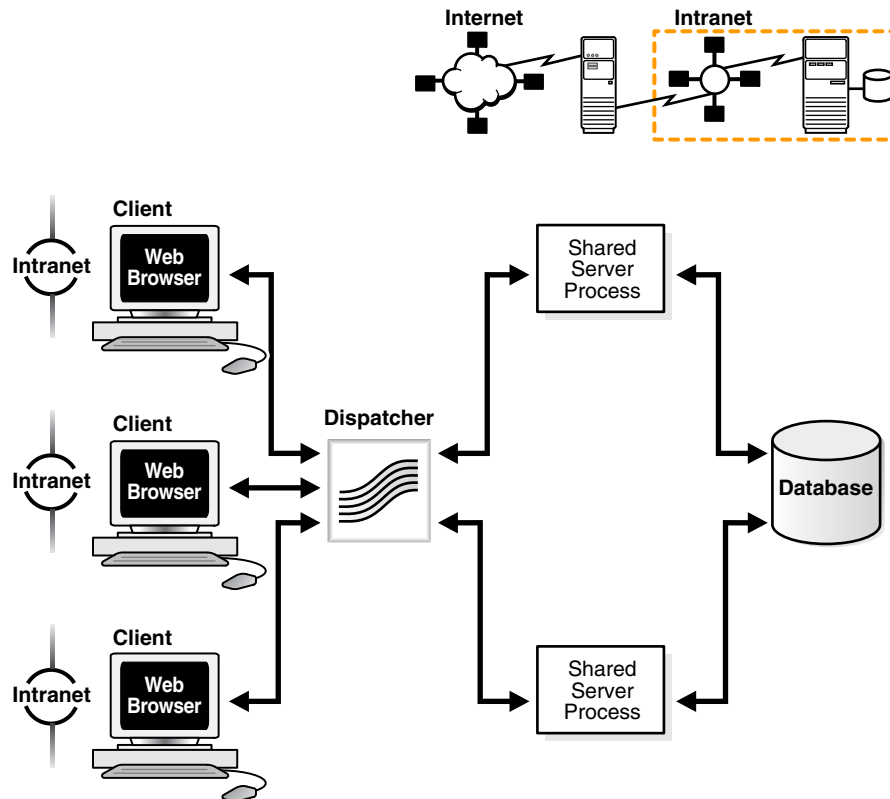 Internet
Intranet
Client
Intranet
Web
Browser
Shared
Server
Process
Client
Dispatcher
Intranet
Web
Browser
Database
Client
Intranet
Web
Browser
Shared
Server
Process